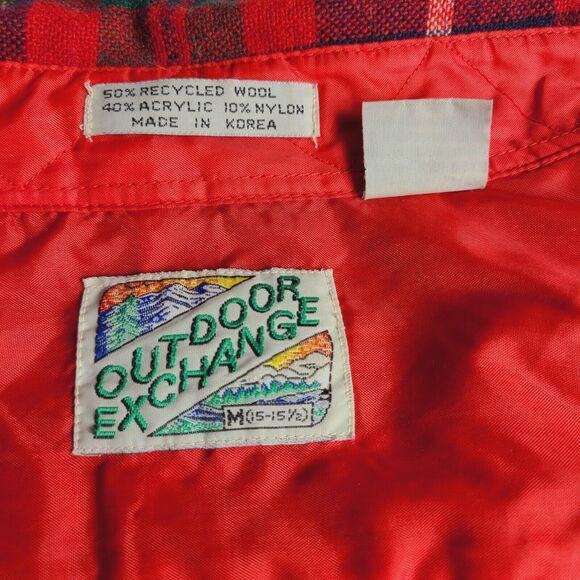 50% RECYCLED WOOL
40% ACRYLIC 10% NYLON
MADE IN KOREA
OUTDOOR
EXCHANGE
M(15-15½)